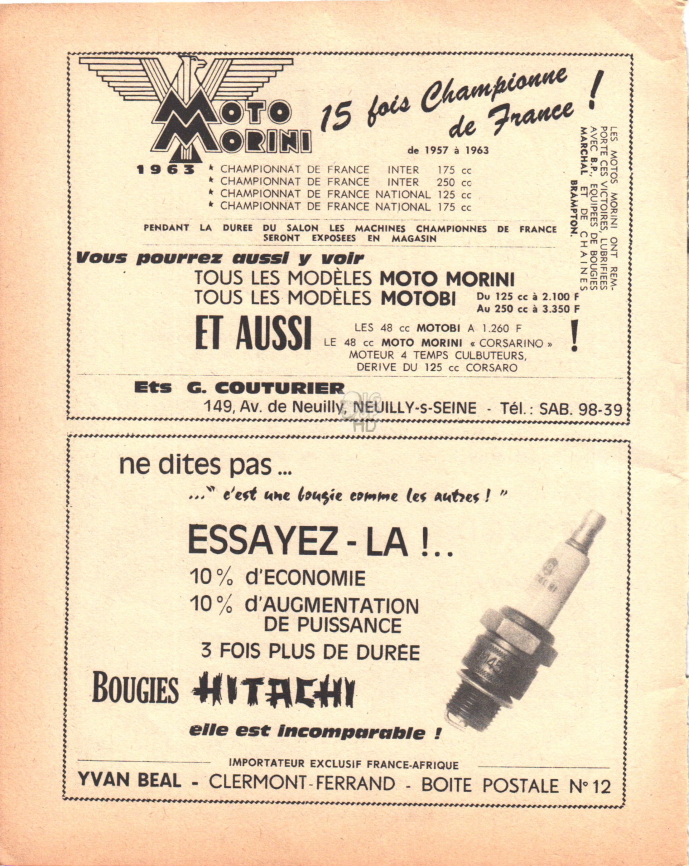 MOTO
MORINI
15 fois Championne
de France !
de 1957 à 1963
1963 * CHAMPIONNAT DE FRANCE INTER 175 cc
* CHAMPIONNAT DE FRANCE INTER 250 cc
* CHAMPIONNAT DE FRANCE NATIONAL 125 cc
* CHAMPIONNAT DE FRANCE NATIONAL 175 cc
LES MOTOS MORINI ONT REM-
PORTE CES VICTOIRES, LUBRIFIEES
AVEC B.P., EQUIPEES DE BOUGIES
MARCHAL ET DE CHAINES
BRAMPTON.
PENDANT LA DUREE DU SALON LES MACHINES CHAMPIONNES DE FRANCE
SERONT EXPOSEES EN MAGASIN
Vous pourrez aussi y voir
TOUS LES MODÈLES MOTO MORINI
TOUS LES MODÈLES MOTOBI Du 125 cc à 2.100 F
Au 250 cc à 3.350 F
ET AUSSI
LES 48 cc MOTOBI A 1.260 F
LE 48 cc MOTO MORINI « CORSARINO »
MOTEUR 4 TEMPS CULBUTEURS,
DERIVE DU 125 cc CORSARO
!
Ets G. COUTURIER
149, Av. de Neuilly, NEUILLY-s-SEINE - Tél. : SAB. 98-39
HD
ne dites pas ...
..." c'est une bougie comme les autres ! "
ESSAYEZ - LA !..
10 % d'ECONOMIE
10 % d'AUGMENTATION
DE PUISSANCE
3 FOIS PLUS DE DURÉE
BOUGIES HITACHI
elle est incomparable !
IMPORTATEUR EXCLUSIF FRANCE-AFRIQUE
YVAN BEAL - CLERMONT-FERRAND - BOITE POSTALE N° 12